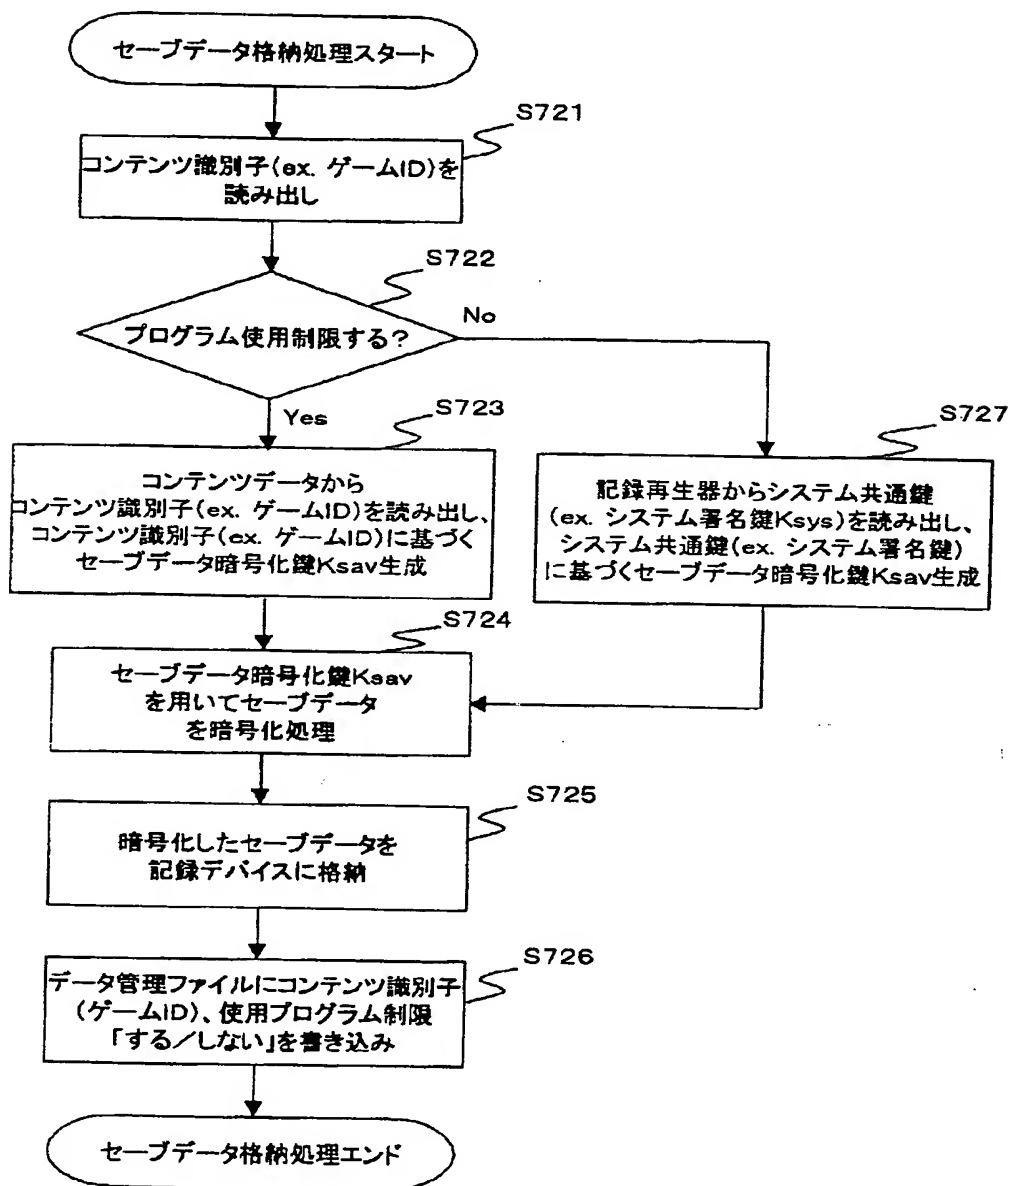 セーブデータ格納処理スタート
S721
コンテンツ識別子(ex. ゲームID)を
読み出し
S722
プログラム使用制限する?
No
Yes
S723
コンテンツデータから
コンテンツ識別子(ex. ゲームID)を読み出し、
コンテンツ識別子(ex. ゲームID)に基づく
セーブデータ暗号化鍵Ksav生成
S727
記録再生器からシステム共通鍵
(ex. システム署名鍵Ksys)を読み出し、
システム共通鍵(ex. システム署名鍵)
に基づくセーブデータ暗号化鍵Ksav生成
S724
セーブデータ暗号化鍵Ksav
を用いてセーブデータ
を暗号化処理
S725
暗号化したセーブデータを
記録デバイスに格納
S726
データ管理ファイルにコンテンツ識別子
(ゲームID)、使用プログラム制限
「する/しない」を書き込み
セーブデータ格納処理エンド